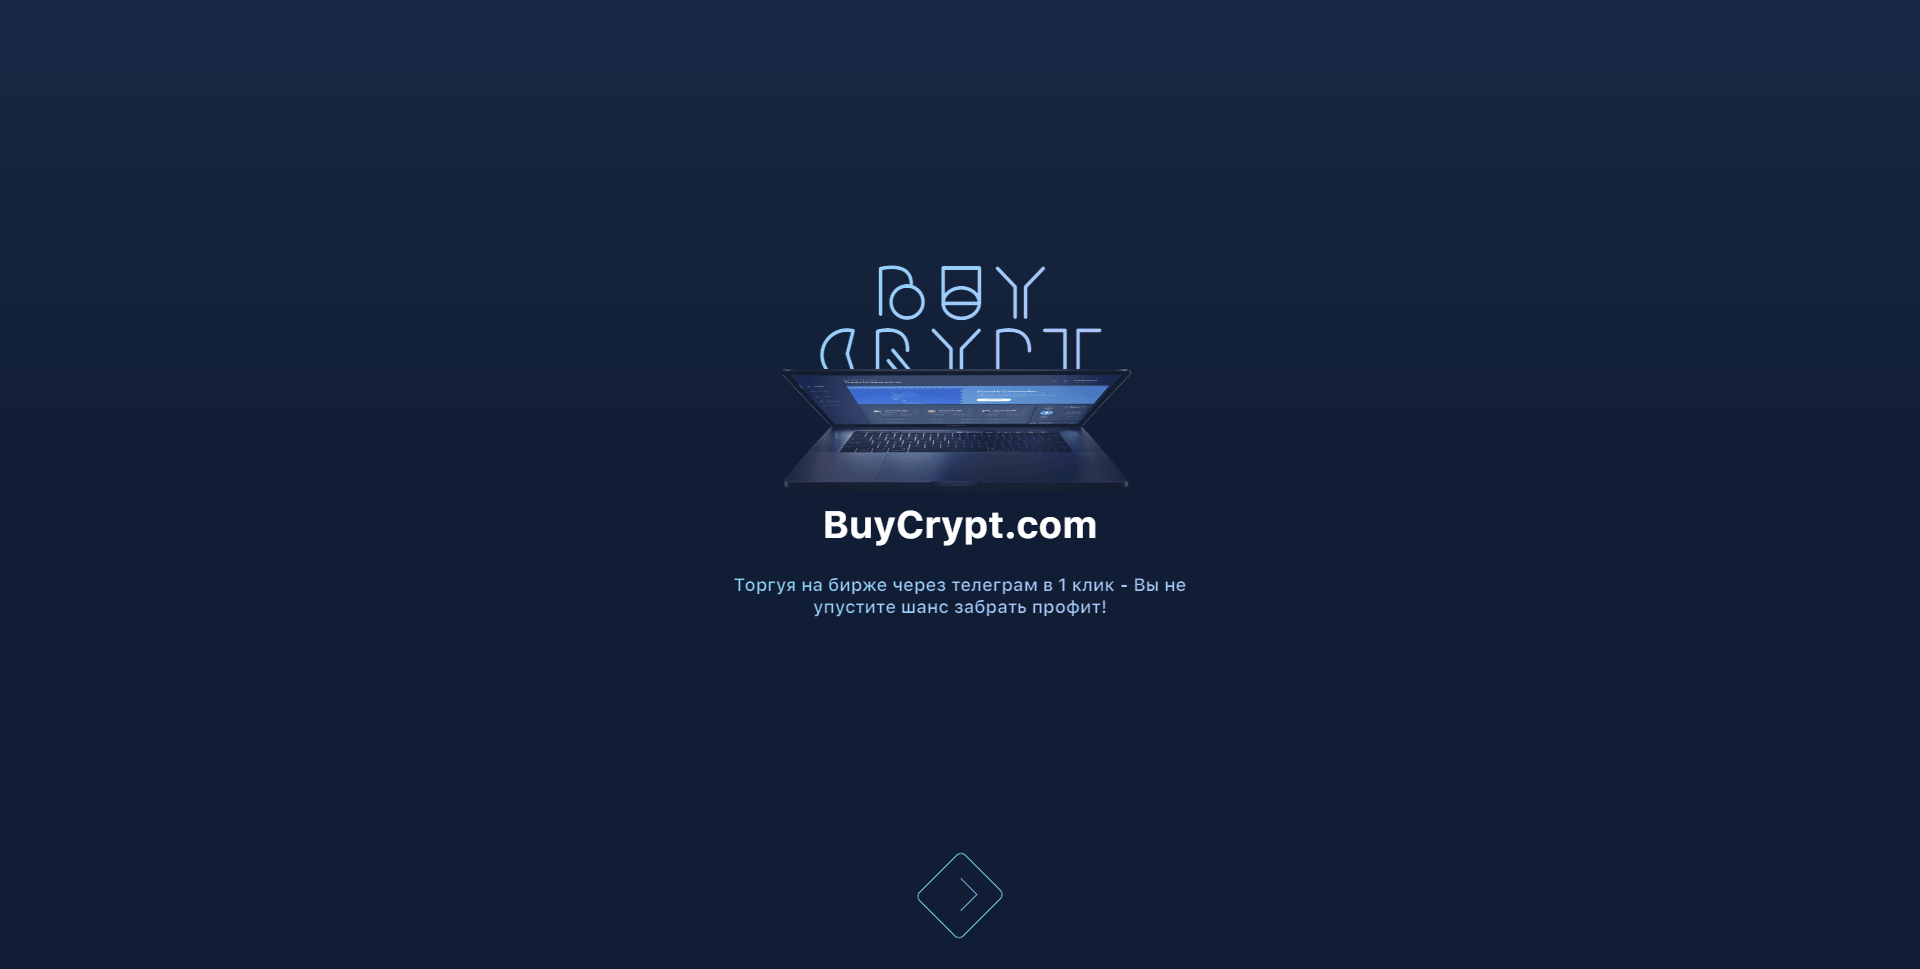 BUY
CRYPT
BuyCrypt.com
Торгуя на бирже через телеграм в 1 клик - Вы не
упустите шанс забрать профит!